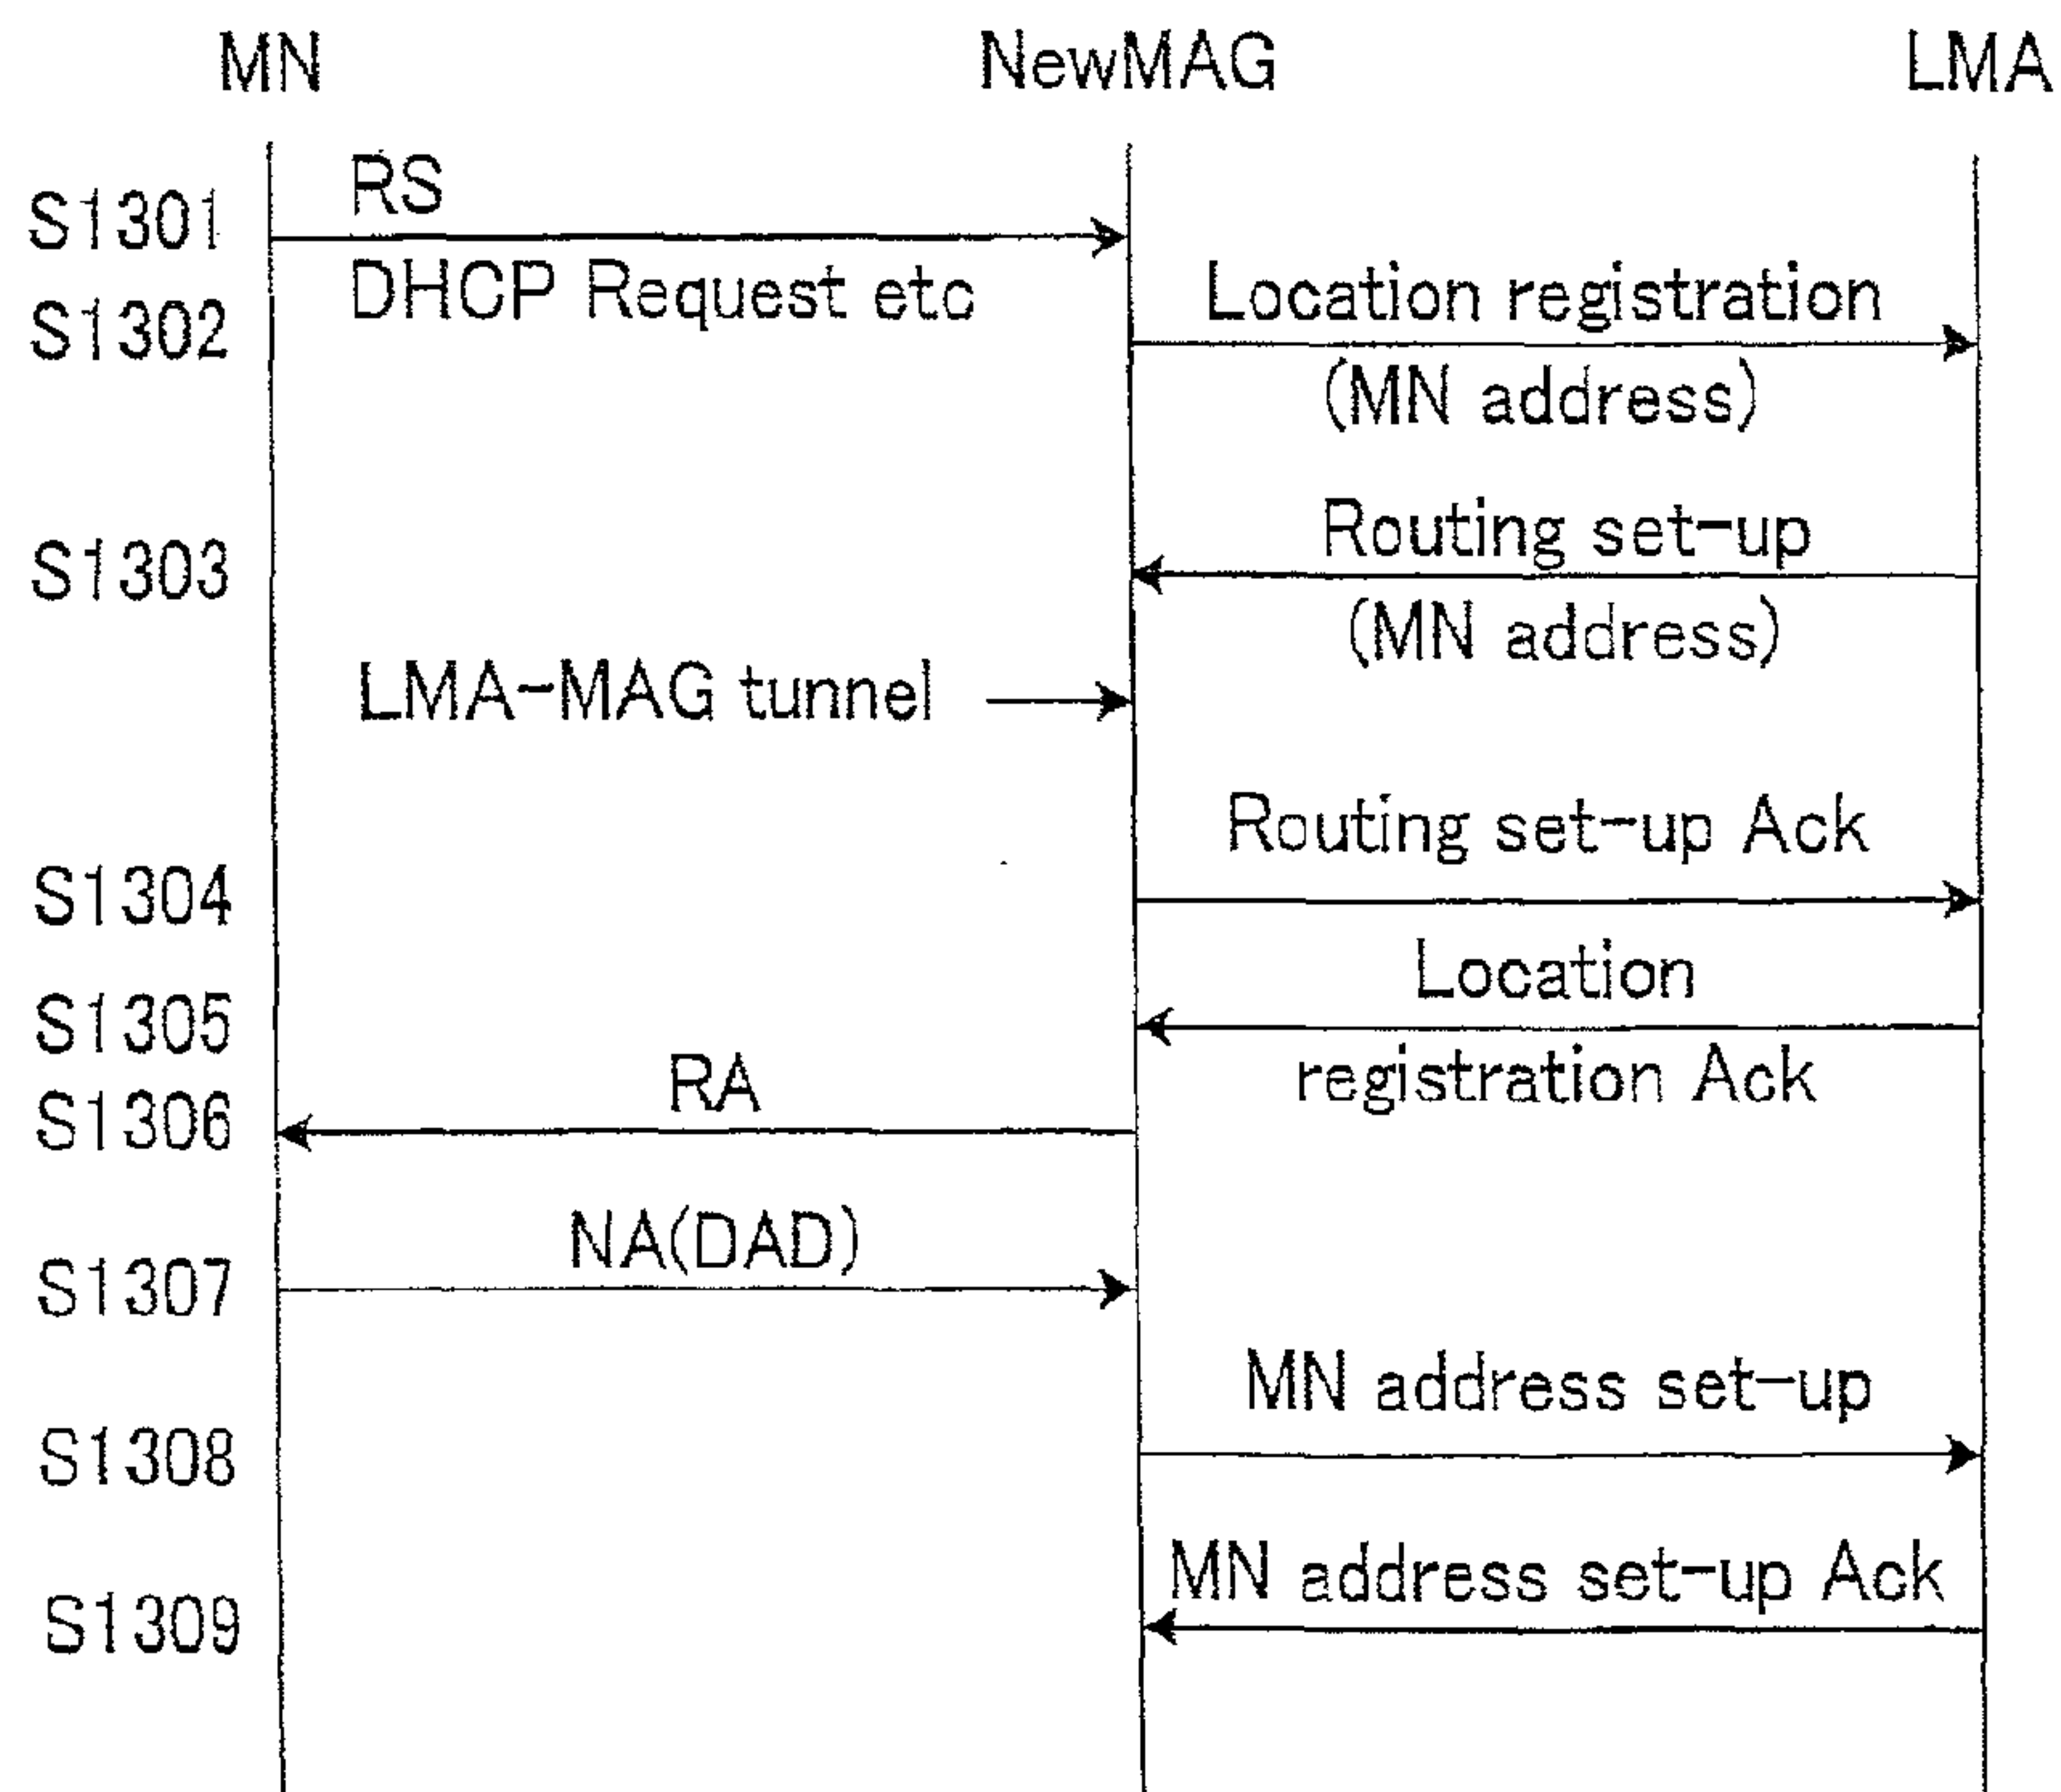 MN NewMAG LMA
RS
S1301
DHCP Request etc
Location registration
S1302
(MN address)
Routing set-up
S1303
(MN address)
LMA-MAG tunnel
Routing set-up Ack
S1304
Location
S1305
registration Ack
RA
S1306
NA(DAD)
S1307
MN address set-up
S1308
MN address set-up Ack
S1309